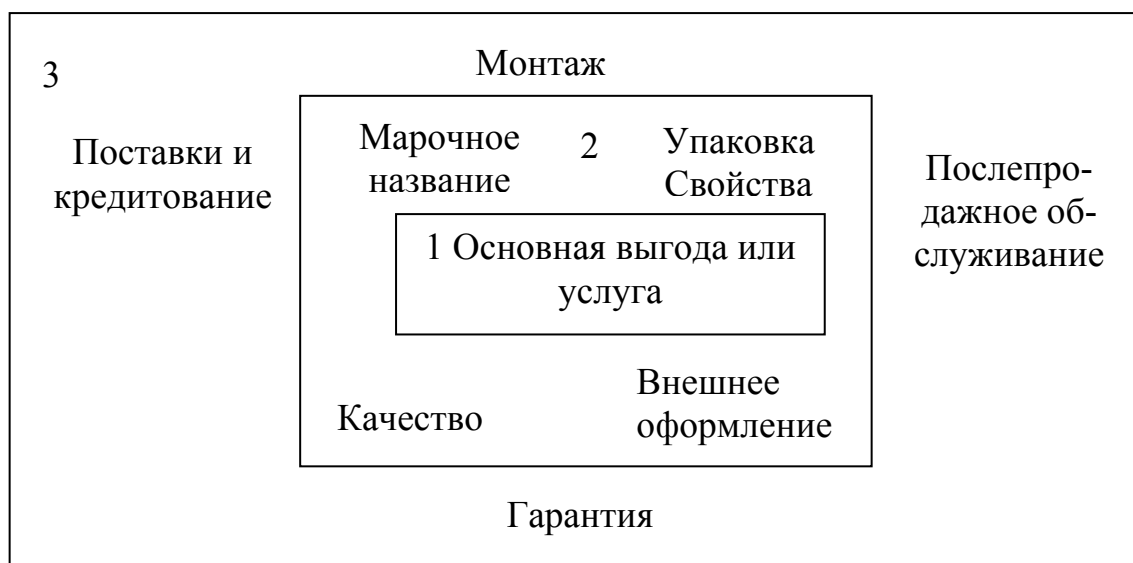 3
Монтаж
Поставки и
кредитование
Марочное
название
2
Упаковка
Свойства
Послепро-
дажное об-
служивание
1 Основная выгода или
услуга
Качество
Внешнее
оформление
Гарантия